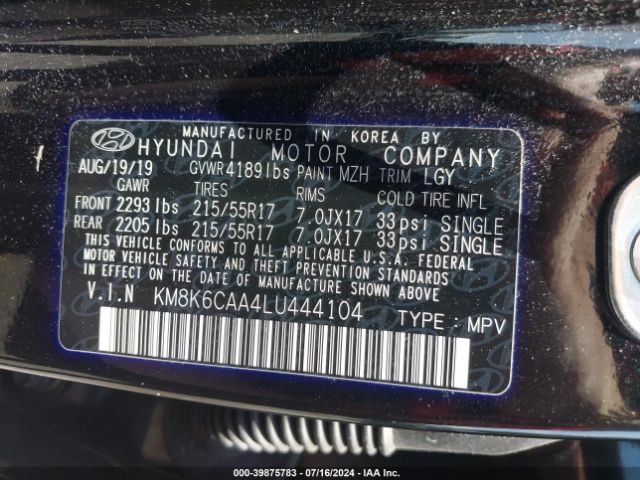 MANUFACTURED IN KOREA BY
HYUNDAI MOTOR COMPANY
AUG/19/19 GVWR 4189lbs PAINT MZH TRIM LGY
GAWR TIRES RIMS COLD TIRE INFL
FRONT 2293 lbs 215/55R17 7.0JX17 33psi SINGLE
REAR 2205 lbs 215/55R17 7.0JX17 33psi SINGLE
THIS VEHICLE CONFORMS TO ALL APPLICABLE U.S.A. FEDERAL
MOTOR VEHICLE SAFETY, BUMPER, AND
THEFT PREVENTION STANDARDS
IN EFFECT ON THE DATE OF MANUFACTURE SHOWN ABOVE.
V.I.N KM8K6CAA4LU444104 TYPE : MPV
000-39875783 - 07/16/2024 - IAA Inc.